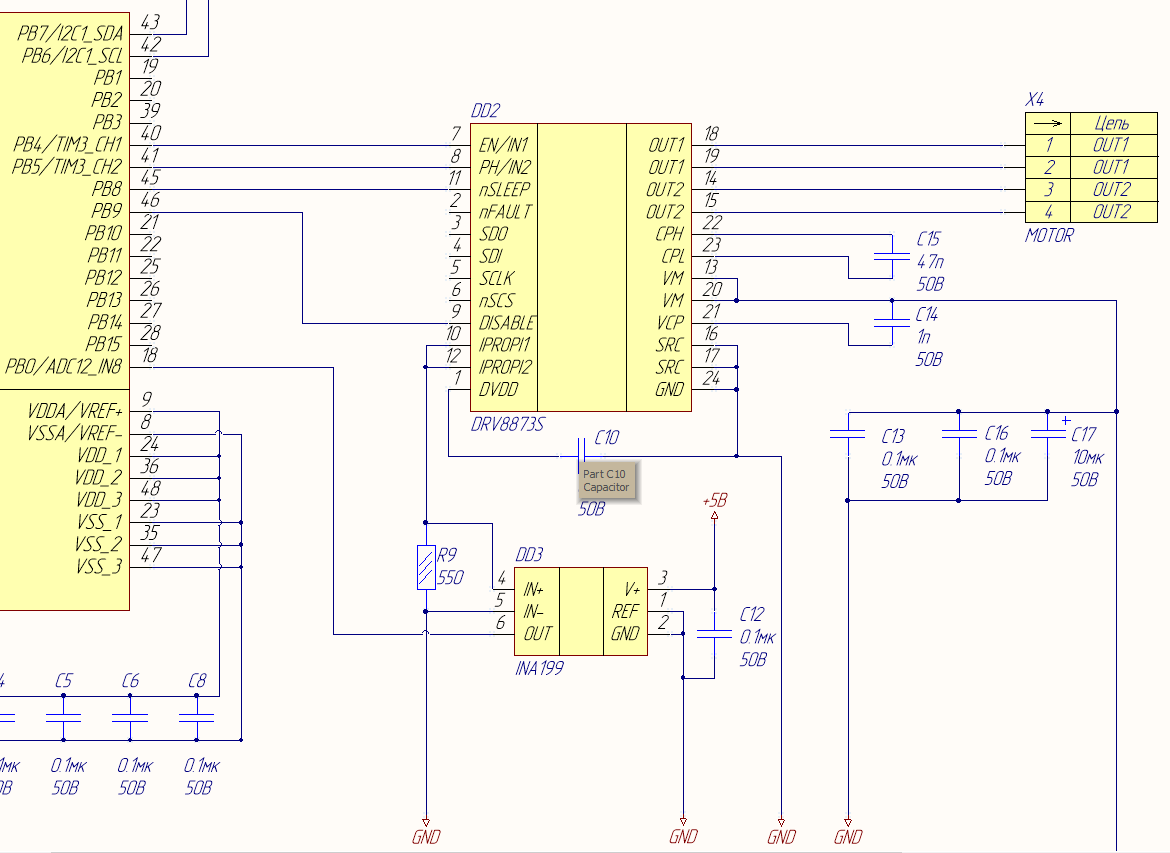 PB7/I2C1_SDA 43
PB6/I2C1_SCL 42
PB1 19
PB2 20
PB3 39
PB4/TIM3_CH1 40
PB5/TIM3_CH2 41
PB8 45
PB9 46
PB10 21
PB11 22
PB12 25
PB13 26
PB14 27
PB15 28
PB0/ADC12_IN8 18
VDDA/VREF+ 9
VSSA/VREF- 8
VDD_1 24
VDD_2 36
VDD_3 48
VSS_1 23
VSS_2 35
VSS_3 47
DD2
7 EN/IN1 OUT1 18
8 PH/IN2 OUT1 19
11 nSLEEP OUT2 14
2 nFAULT OUT2 15
3 SDO CPH 22
4 SDI CPL 23
5 SCLK VM 13
6 nSCS VM 20
9 DISABLE VCP 21
10 IPROPI1 SRC 16
12 IPROPI2 SRC 17
1 DVDD GND 24
DRV8873S
X4
Цепь
1 OUT1
2 OUT1
3 OUT2
4 OUT2
MOTOR
C15
47п
50В
C14
1п
50В
C10
Part C10
Capacitor
50В
C13
0.1мк
50В
C16
0.1мк
50В
+
C17
10мк
50В
+5В
R9
550
DD3
4 IN+ V+ 3
5 IN- REF 1
6 OUT GND 2
INA199
C12
0.1мк
50В
4 C5 C6 C8
1мк 0.1мк 0.1мк 0.1мк
0В 50В 50В 50В
GND GND GND GND